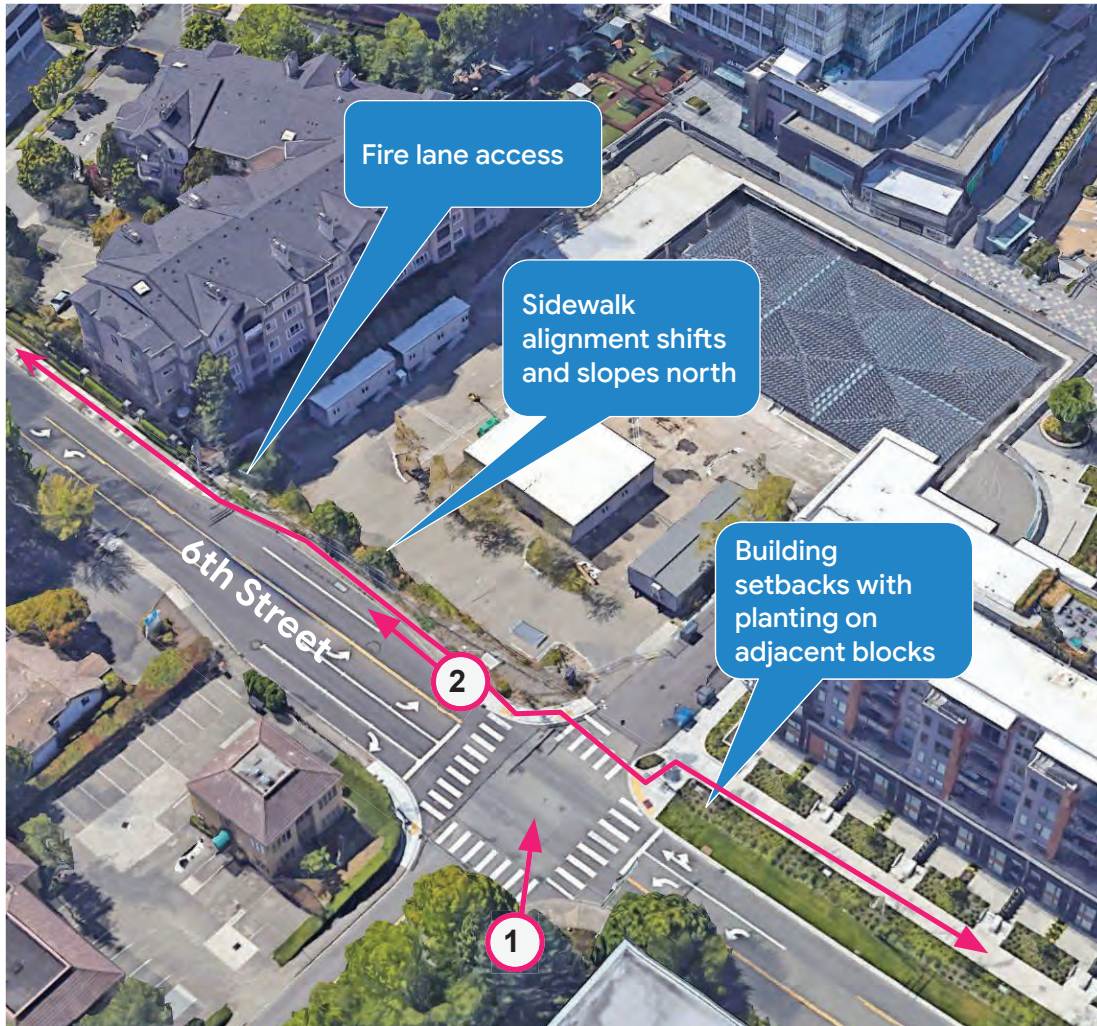 Fire lane access
Sidewalk
alignment shifts
and slopes north
6th Street
Building
setbacks with
planting on
adjacent blocks
2
1